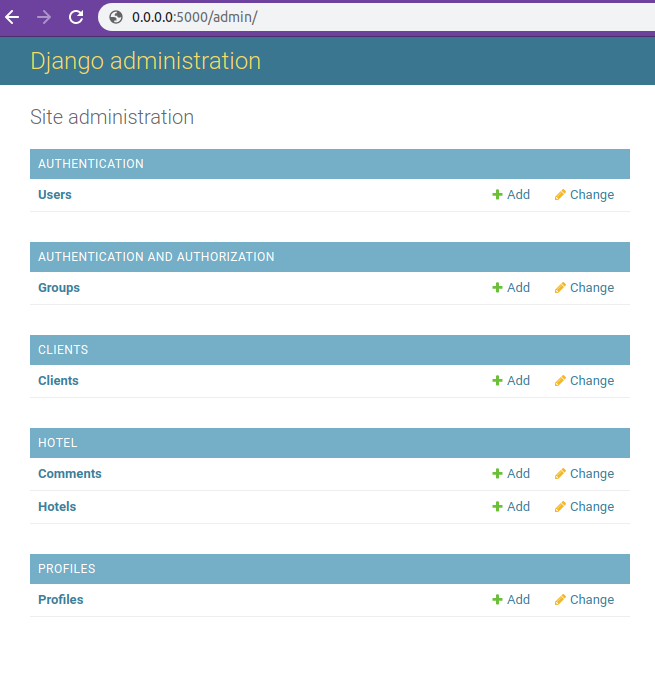 0.0.0.0:5000/admin/
Django administration
Site administration
AUTHENTICATION
Users Add Change
AUTHENTICATION AND AUTHORIZATION
Groups Add Change
CLIENTS
Clients Add Change
HOTEL
Comments Add Change
Hotels Add Change
PROFILES
Profiles Add Change